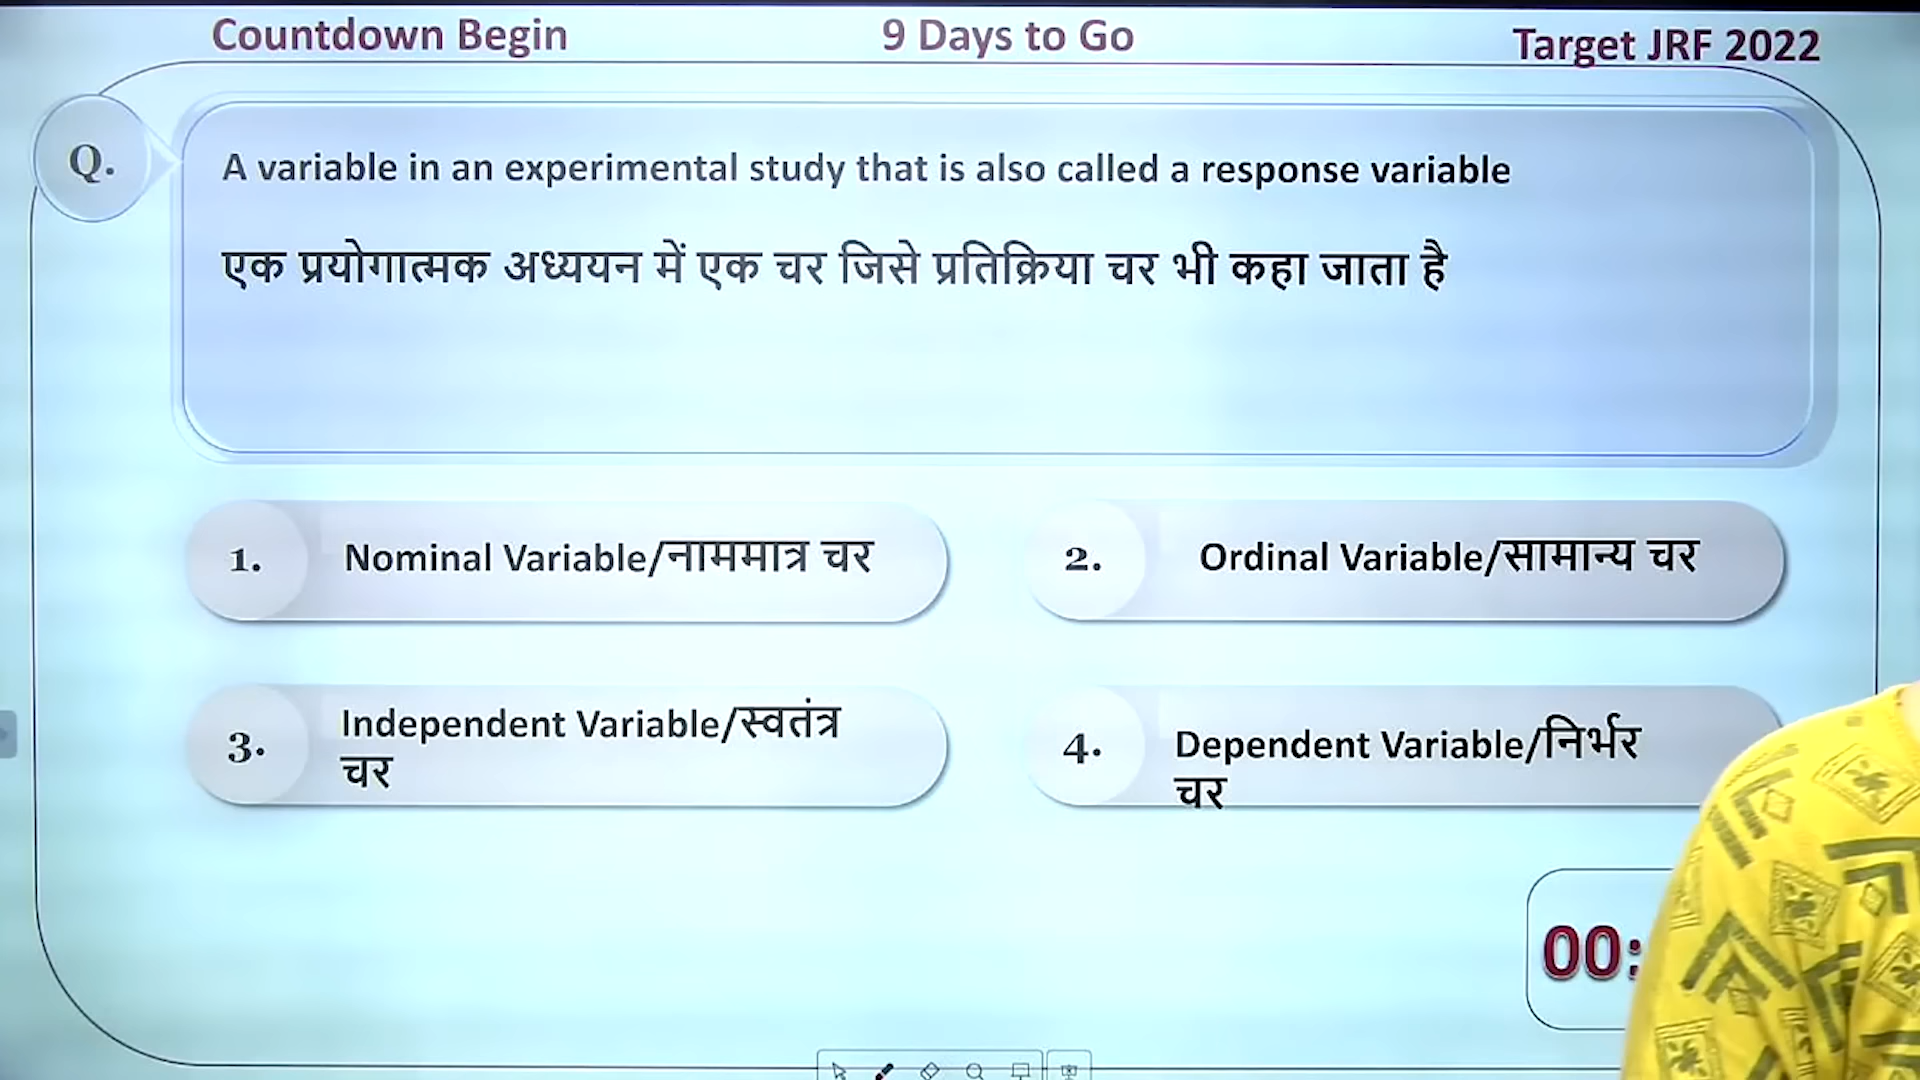 Countdown Begin 9 Days to Go Target JRF 2022
Q. A variable in an experimental study that is also called a response variable
एक प्रयोगात्मक अध्ययन में एक चर जिसे प्रतिक्रिया चर भी कहा जाता है
1. Nominal Variable/नाममात्र चर
2. Ordinal Variable/सामान्य चर
3. Independent Variable/स्वतंत्र
चर
4. Dependent Variable/निर्भर
चर
00: